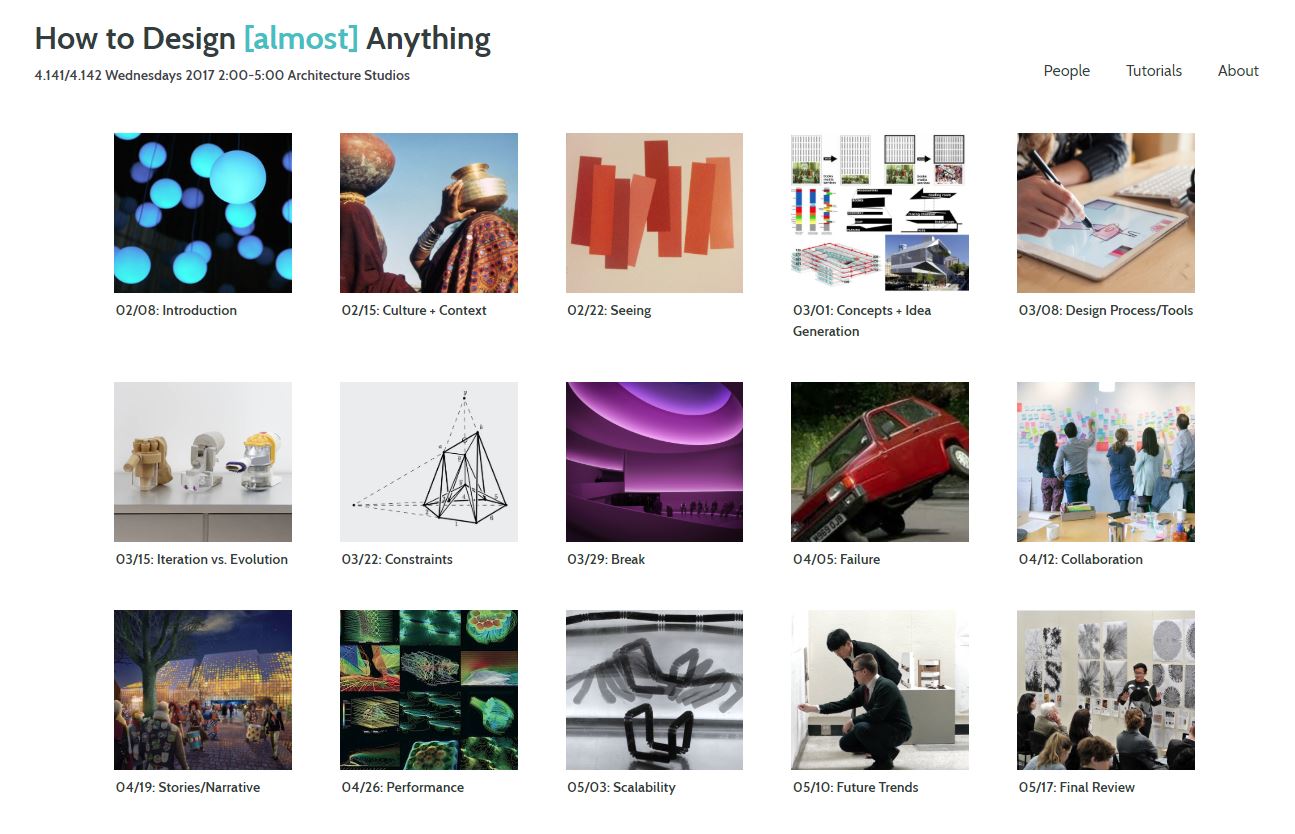 How to Design [almost] Anything
4.141/4.142 Wednesdays 2017 2:00-5:00 Architecture Studios
People
Tutorials
About
02/08: Introduction
02/15: Culture + Context
02/22: Seeing
03/01: Concepts + Idea
Generation
03/08: Design Process/Tools
03/15: Iteration vs. Evolution
03/22: Constraints
03/29: Break
04/05: Failure
04/12: Collaboration
04/19: Stories/Narrative
04/26: Performance
05/03: Scalability
05/10: Future Trends
05/17: Final Review